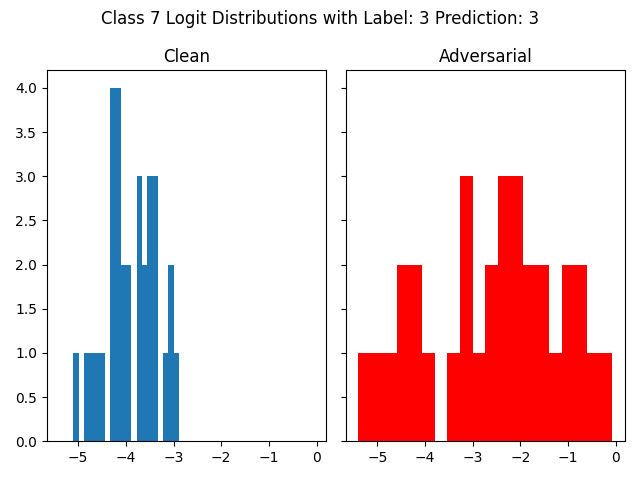 Class 7 Logit Distributions with Label: 3 Prediction: 3
Clean
Adversarial
4.0
3.5
3.0
2.5
2.0
1.5
1.0
0.5
0.0
−5 −4 −3 −2 −1 0
−5 −4 −3 −2 −1 0